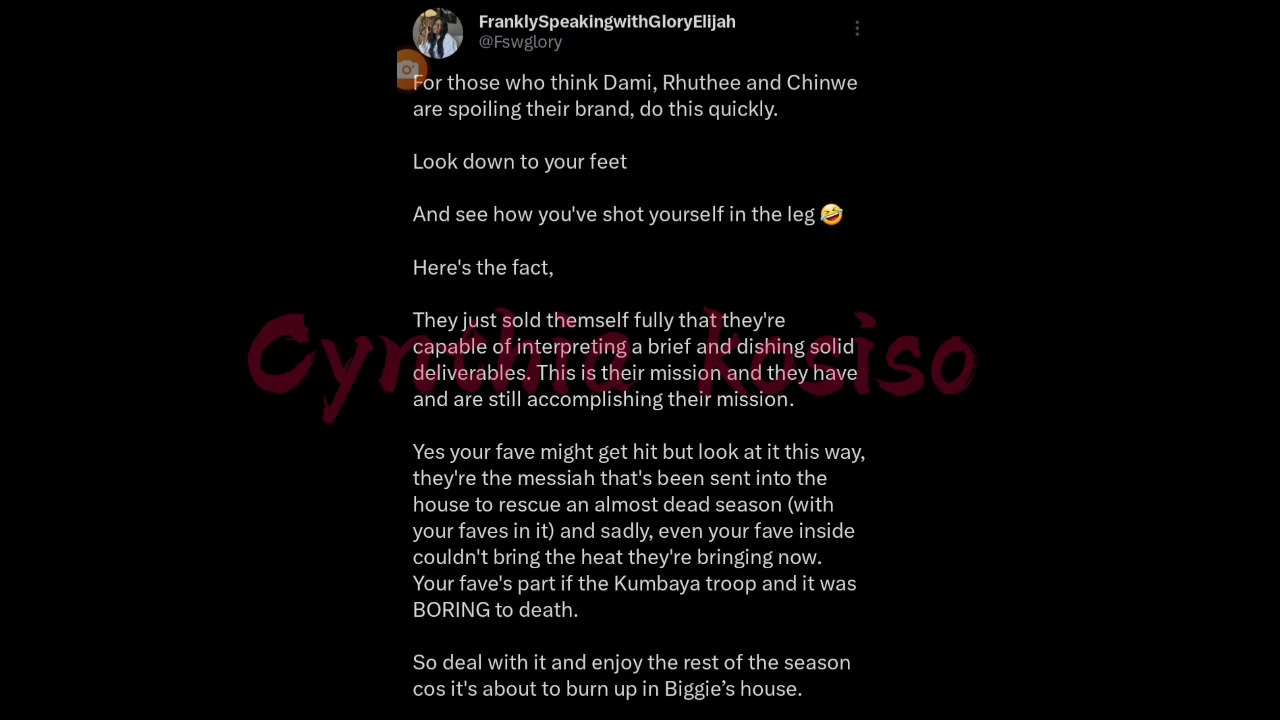 FranklySpeakingwithGloryElijah
@Fswglory
For those who think Dami, Rhuthee and Chinwe
are spoiling their brand, do this quickly.
Look down to your feet
And see how you've shot yourself in the leg 🤣
Here's the fact,
They just sold themself fully that they're
capable of interpreting a brief and dishing solid
deliverables. This is their mission and they have
and are still accomplishing their mission.
Cynthia kosiso
Yes your fave might get hit but look at it this way,
they're the messiah that's been sent into the
house to rescue an almost dead season (with
your faves in it) and sadly, even your fave inside
couldn't bring the heat they're bringing now.
Your fave's part if the Kumbaya troop and it was
BORING to death.
So deal with it and enjoy the rest of the season
cos it's about to burn up in Biggie’s house.